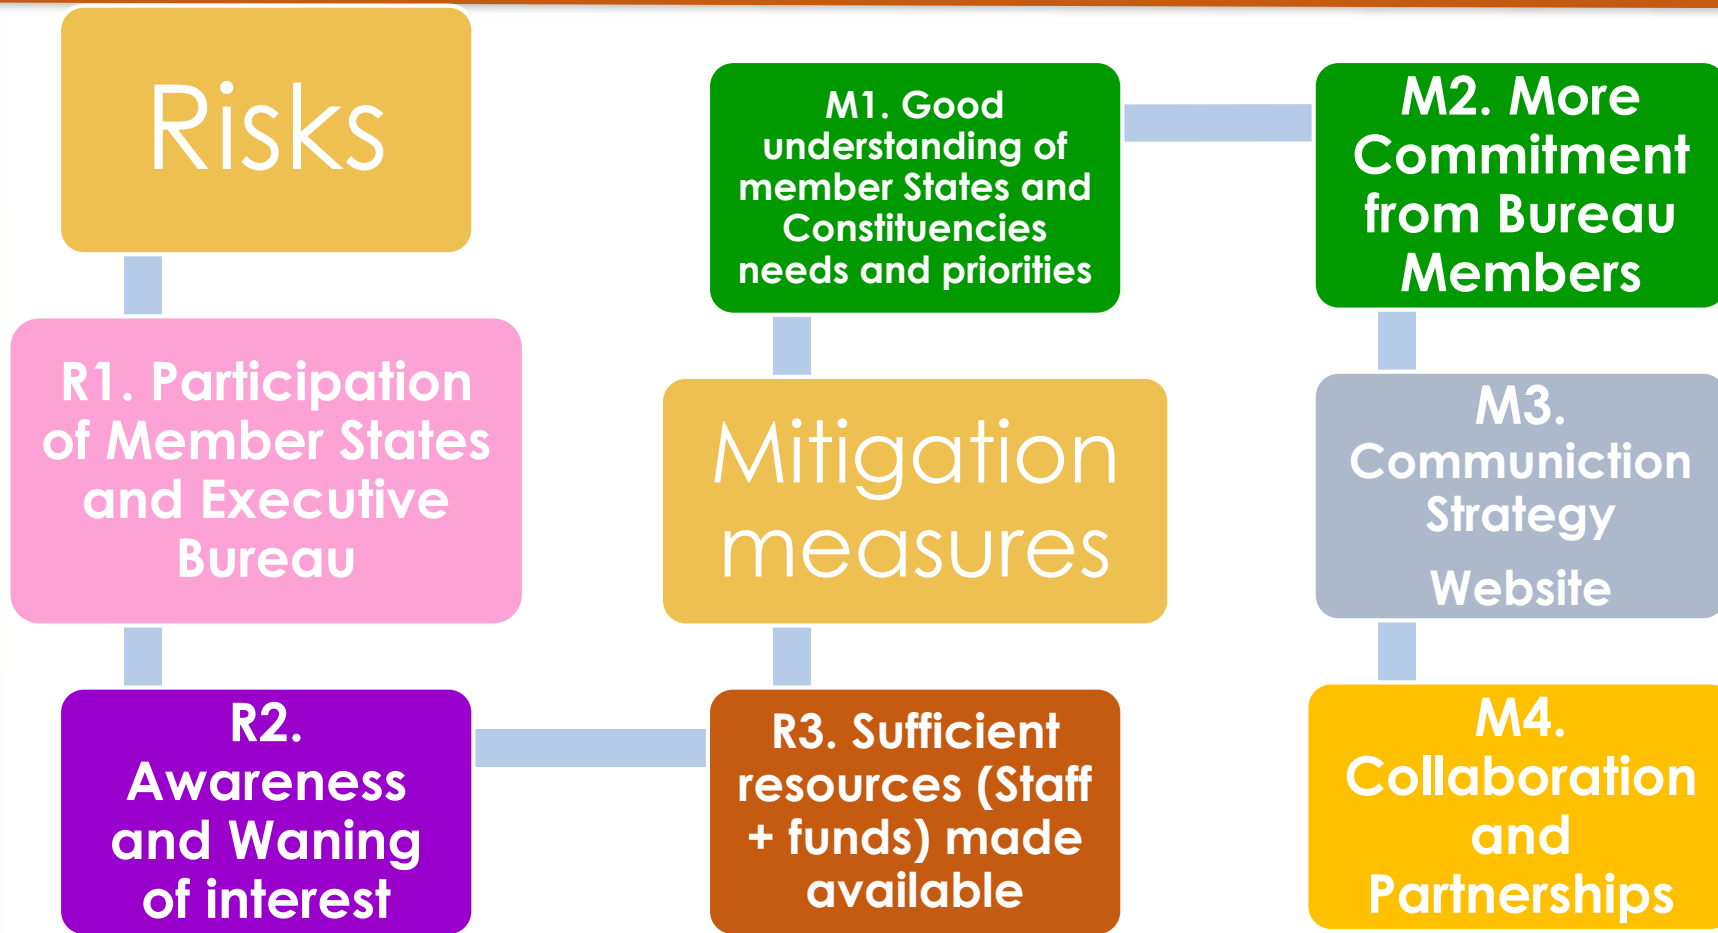 Risks
R1. Participation
of Member States
and Executive
Bureau
R2.
Awareness
and Waning
of interest
R3. Sufficient
resources (Staff
+ funds) made
available
Mitigation
measures
M1. Good
understanding of
member States and
Constituencies
needs and priorities
M2. More
Commitment
from Bureau
Members
M3.
Communiction
Strategy
Website
M4.
Collaboration
and
Partnerships